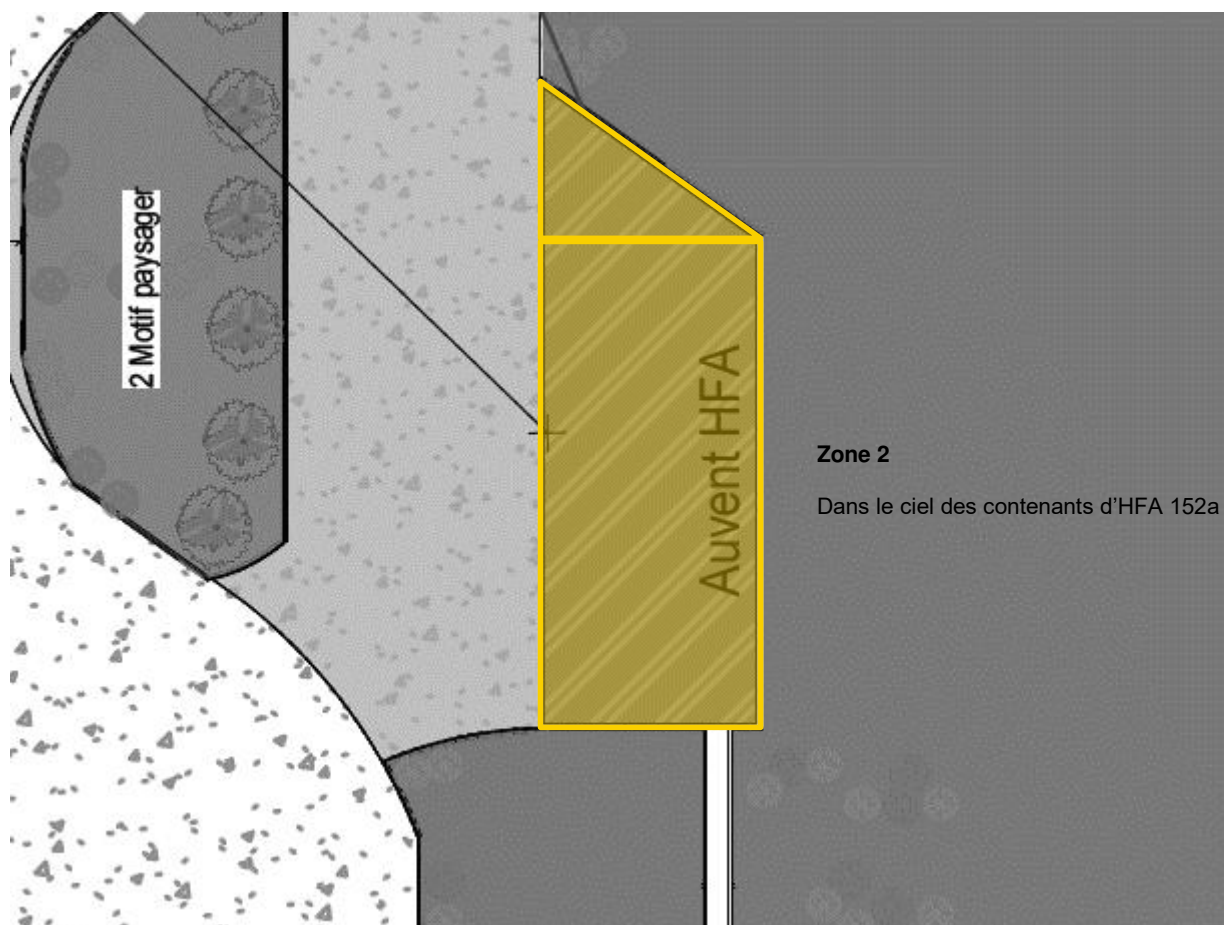 2 Motif paysager
Auvent HFA
Zone 2
Dans le ciel des contenants d’HFA 152a